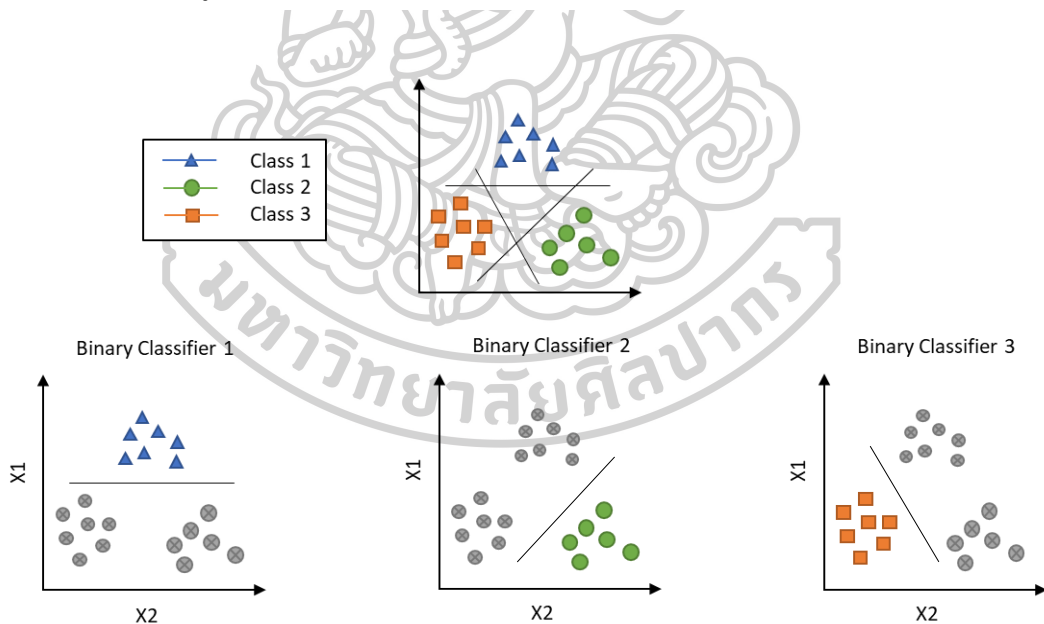 Class 1
Class 2
Class 3
มหาวิทยาลัยศิลปากร
Binary Classifier 1
Binary Classifier 2
Binary Classifier 3
X1
X2
X1
X2
X1
X2